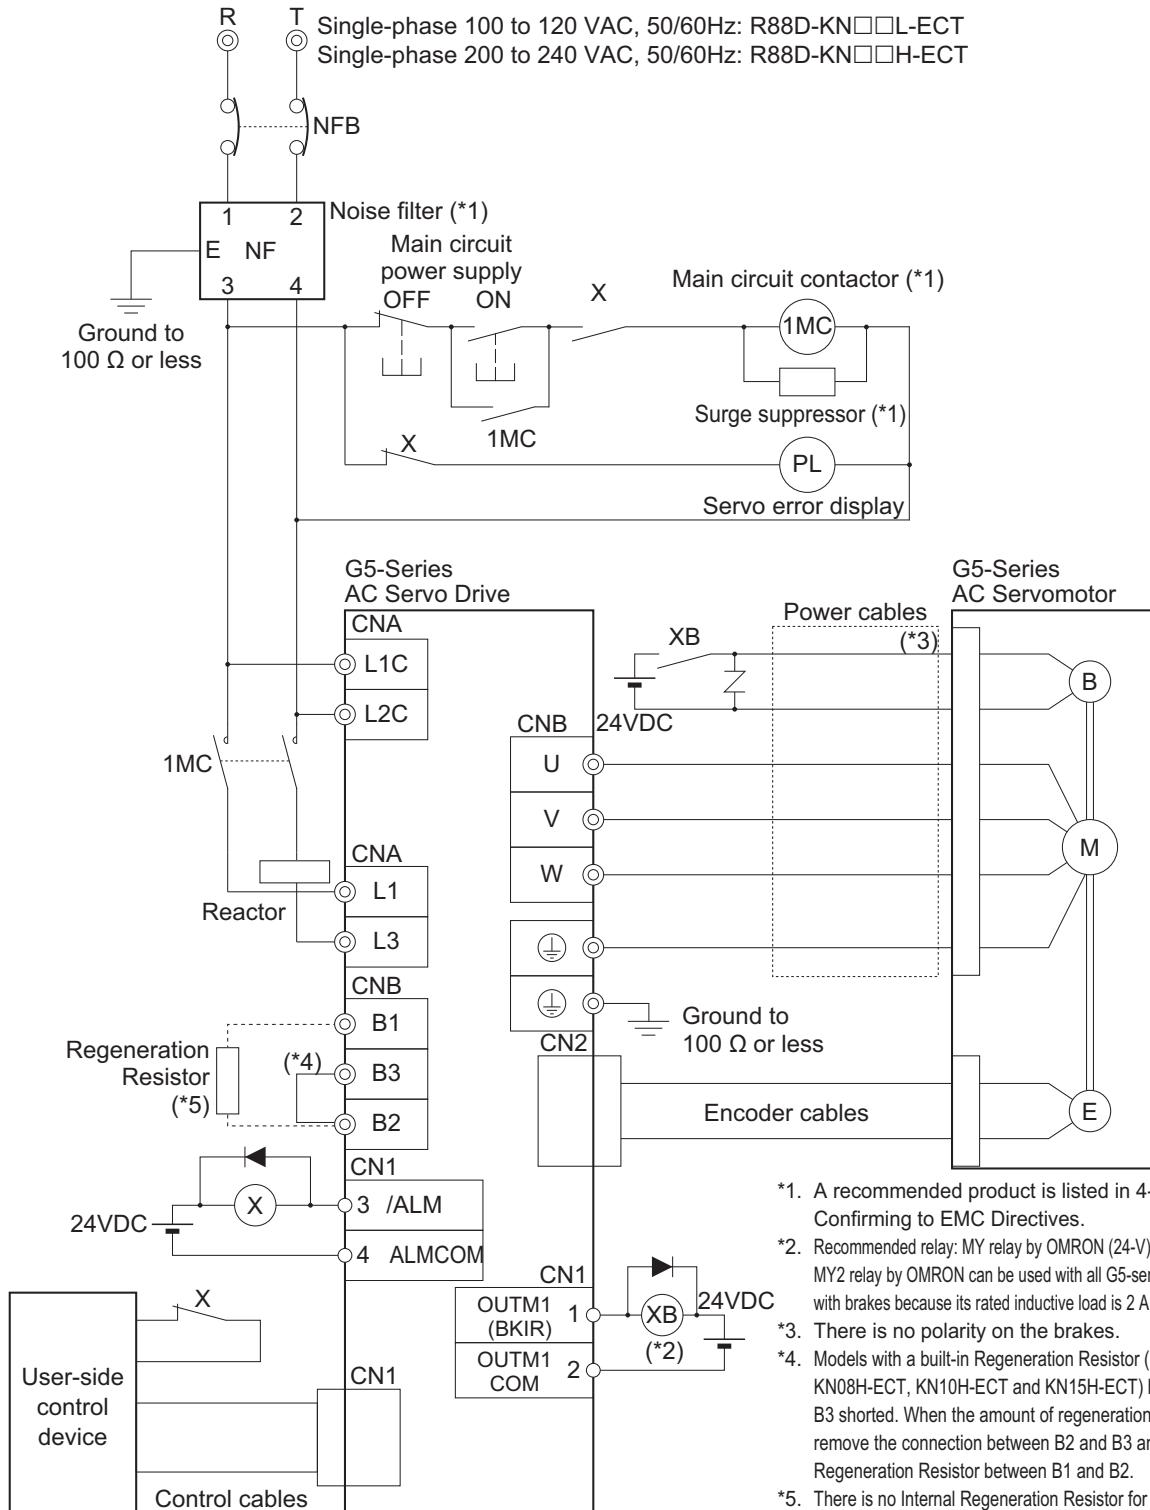 R T
Single-phase 100 to 120 VAC, 50/60Hz: R88D-KN□□L-ECT
Single-phase 200 to 240 VAC, 50/60Hz: R88D-KN□□H-ECT
NFB
1 2
Noise filter (*1)
E NF
3 4
Ground to
100 Ω or less
Main circuit
power supply
OFF ON
X
Main circuit contactor (*1)
1MC
Surge suppressor (*1)
1MC
X
PL
Servo error display
G5-Series
AC Servo Drive
G5-Series
AC Servomotor
CNA
L1C
L2C
1MC
Reactor
CNA
L1
L3
CNB
B1
B3
B2
Regeneration
Resistor
(*5)
(*4)
XB
24VDC
Power cables
(*3)
B
CNB
U
V
W
M
Ground to
100 Ω or less
CN2
Encoder cables
E
CN1
3 /ALM
4 ALMCOM
X
24VDC
CN1
OUTM1
(BKIR)
1
OUTM1
COM
2
XB
(*2)
24VDC
X
User-side
control
device
CN1
Control cables
*1. A recommended product is listed in 4-
Confirming to EMC Directives.
*2. Recommended relay: MY relay by OMRON (24-V)
MY2 relay by OMRON can be used with all G5-ser
with brakes because its rated inductive load is 2 A
*3. There is no polarity on the brakes.
*4. Models with a built-in Regeneration Resistor (
KN08H-ECT, KN10H-ECT and KN15H-ECT)
B3 shorted. When the amount of regeneration
remove the connection between B2 and B3 a
Regeneration Resistor between B1 and B2.
*5. There is no Internal Regeneration Resistor for